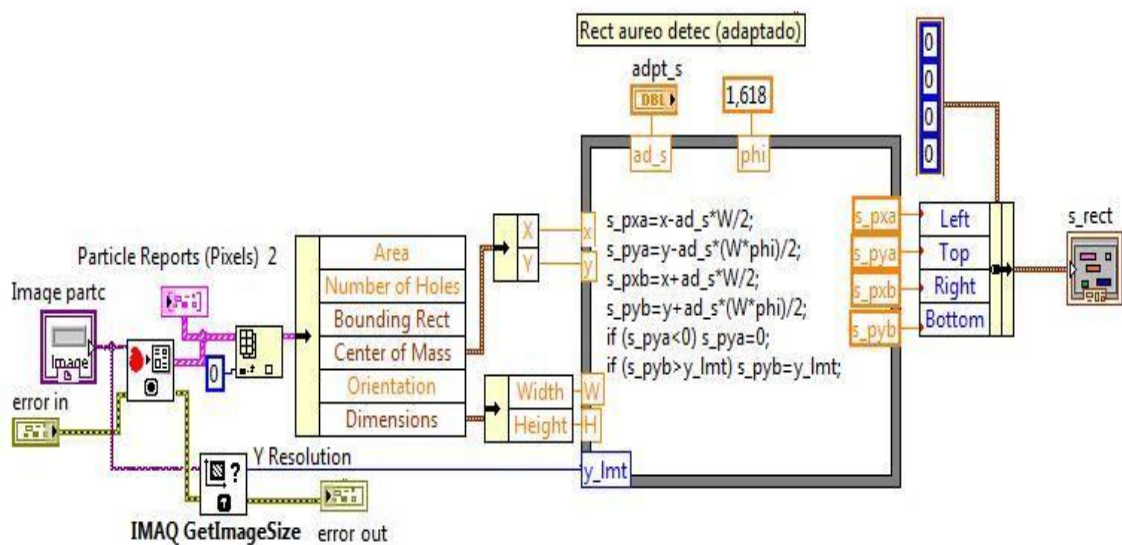 Rect aureo detec (adaptado)
adpt_s
DBL
1,618
0
0
0
0
ad_s
phi
s_pxa=x-ad_s*W/2;
s_pya=y-ad_s*(W*phi)/2;
s_pxb=x+ad_s*W/2;
s_pyb=y+ad_s*(W*phi)/2;
if (s_pya<0) s_pya=0;
if (s_pyb>y_lmt) s_pyb=y_lmt;
x
y
W
H
y_lmt
s_pxa
s_pya
s_pxb
s_pyb
Left
Top
Right
Bottom
s_rect
X
Y
Particle Reports (Pixels) 2
Area
Number of Holes
Bounding Rect
Center of Mass
Orientation
Dimensions
Width
Height
Image partc
Image
0
error in
Y Resolution
?
IMAQ GetImageSize
error out